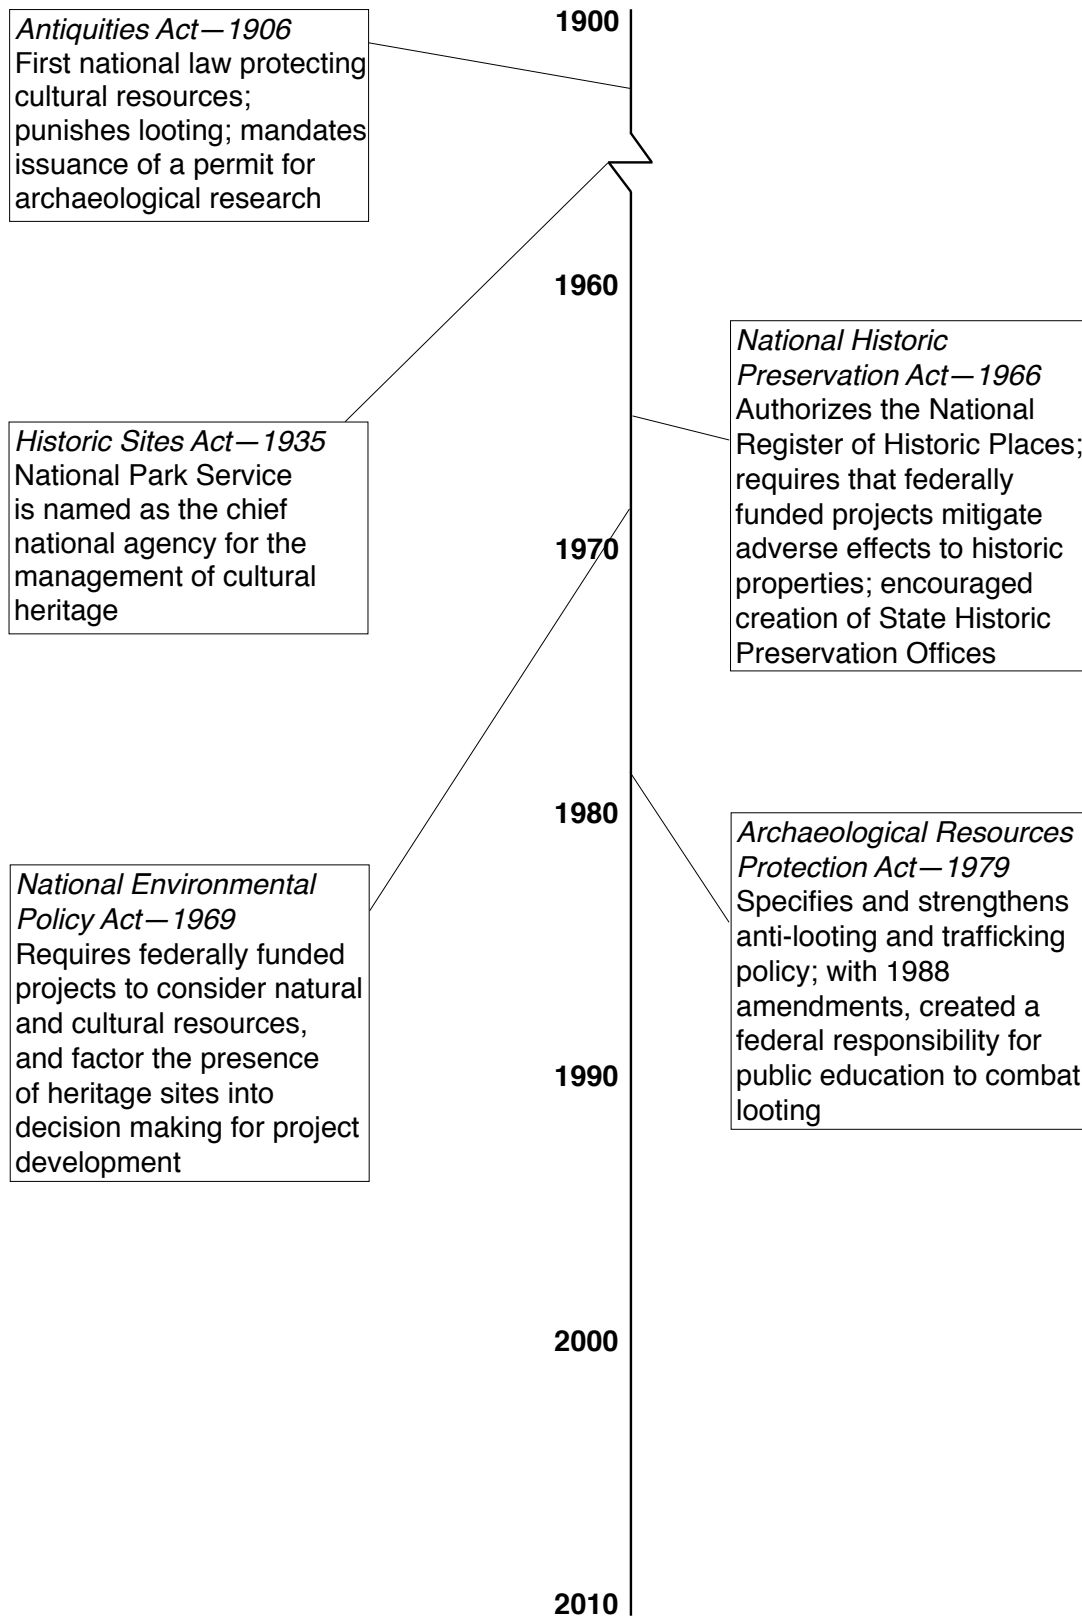 Antiquities Act—1906
First national law protecting
cultural resources;
punishes looting; mandates
issuance of a permit for
archaeological research
1900
1960
National Historic
Preservation Act—1966
Authorizes the National
Register of Historic Places;
requires that federally
funded projects mitigate
adverse effects to historic
properties; encouraged
creation of State Historic
Preservation Offices
Historic Sites Act—1935
National Park Service
is named as the chief
national agency for the
management of cultural
heritage
1970
1980
Archaeological Resources
Protection Act—1979
Specifies and strengthens
anti-looting and trafficking
policy; with 1988
amendments, created a
federal responsibility for
public education to combat
looting
National Environmental
Policy Act—1969
Requires federally funded
projects to consider natural
and cultural resources,
and factor the presence
of heritage sites into
decision making for project
development
1990
2000
2010